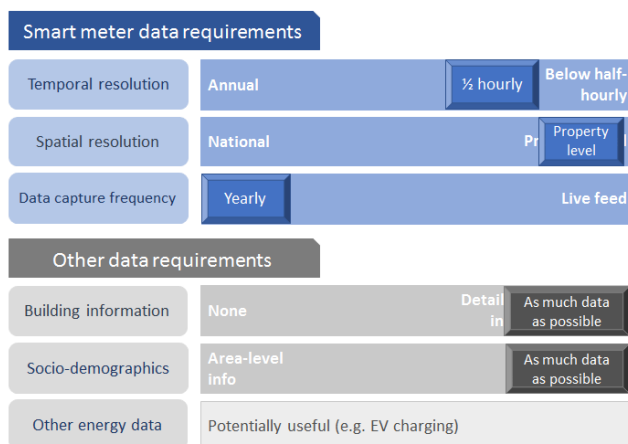 Smart meter data requirements
Temporal resolution
Annual
½ hourly
Below half-
hourly
Spatial resolution
National
Property
level
Data capture frequency
Yearly
Live feed
Other data requirements
Building information
None
Detail
in
As much data
as possible
Socio-demographics
Area-level
info
As much data
as possible
Other energy data
Potentially useful (e.g. EV charging)